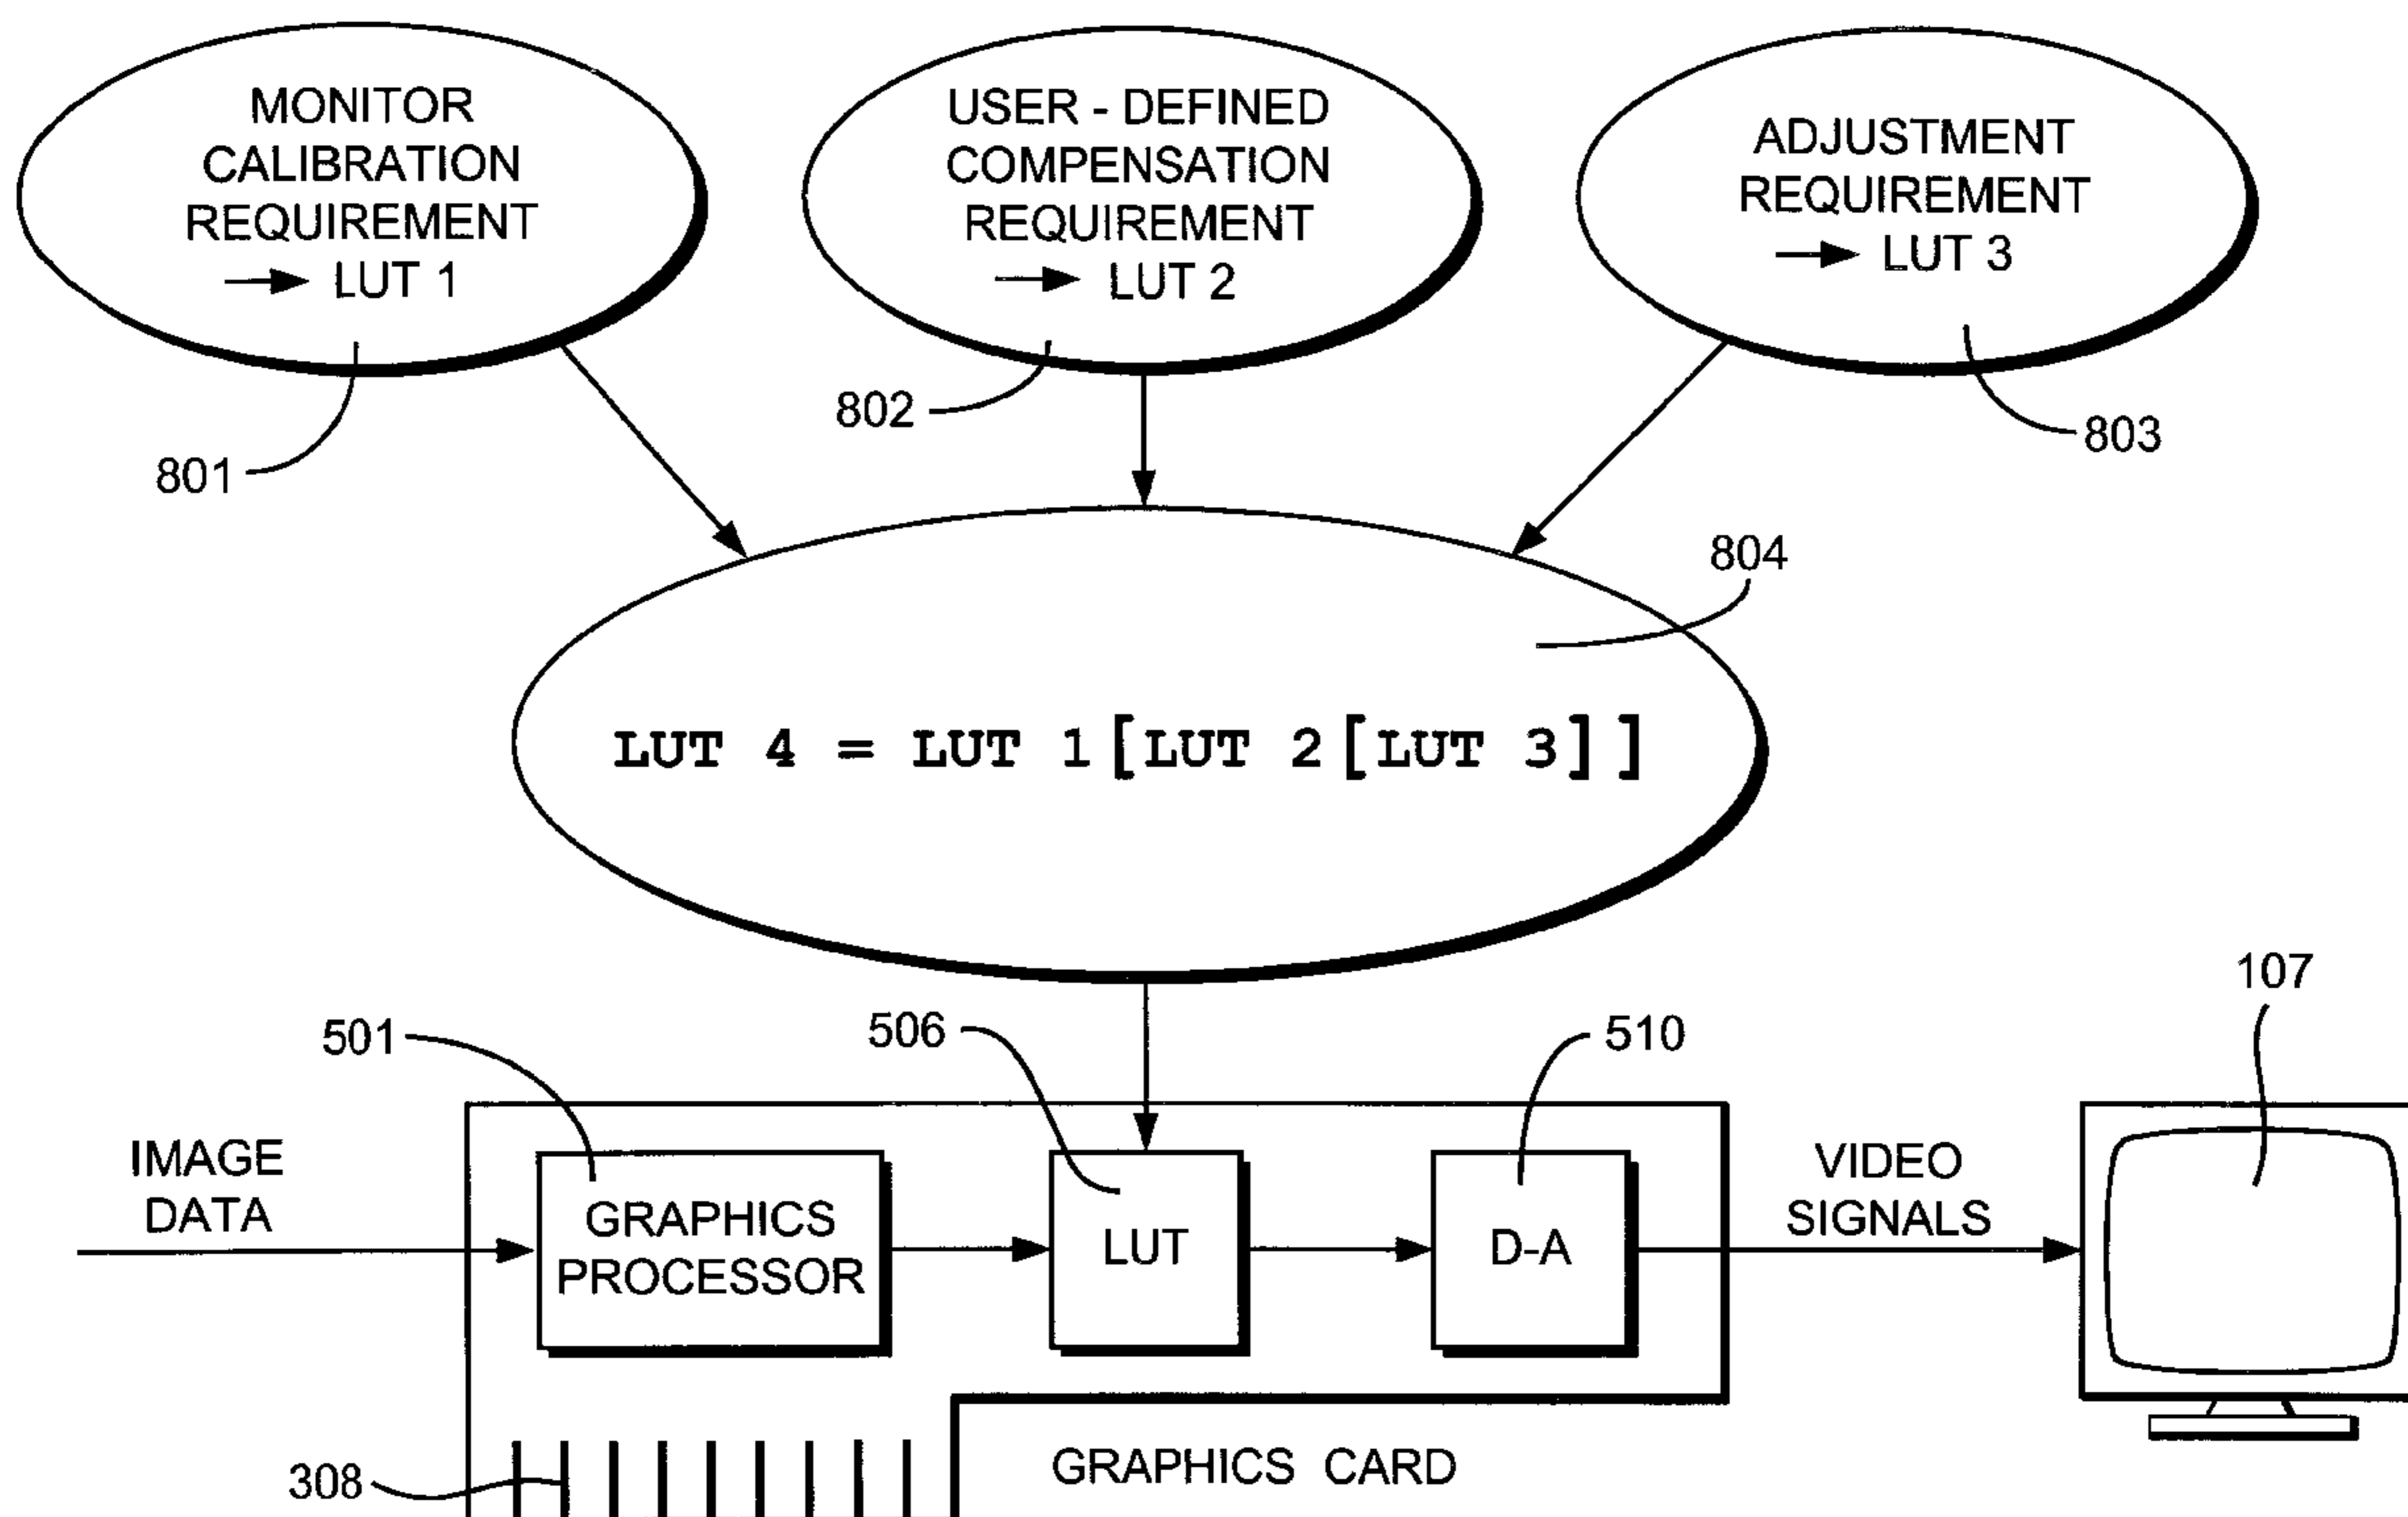 MONITOR
CALIBRATION
REQUIREMENT
→ LUT 1
USER - DEFINED
COMPENSATION
REQUIREMENT
→ LUT 2
ADJUSTMENT
REQUIREMENT
→ LUT 3
801
802
803
804
LUT 4 = LUT 1[LUT 2[LUT 3]]
107
501
506
510
IMAGE
DATA
GRAPHICS
PROCESSOR
LUT
D-A
VIDEO
SIGNALS
308
GRAPHICS CARD